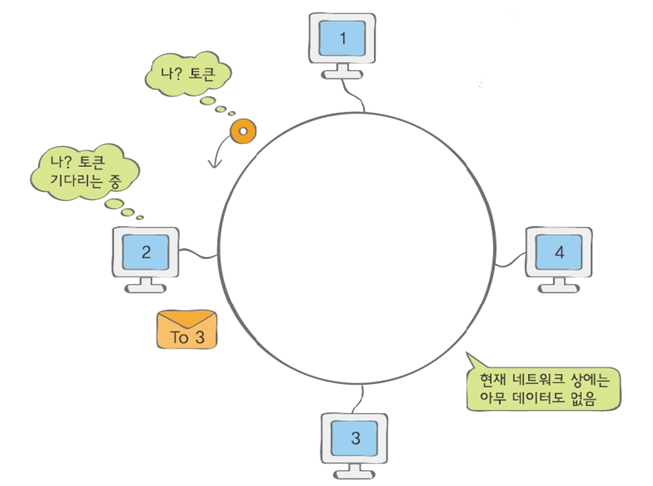 1
나? 토큰
나? 토큰
기다리는 중
2
4
To 3
현재 네트워크 상에는
아무 데이터도 없음
3